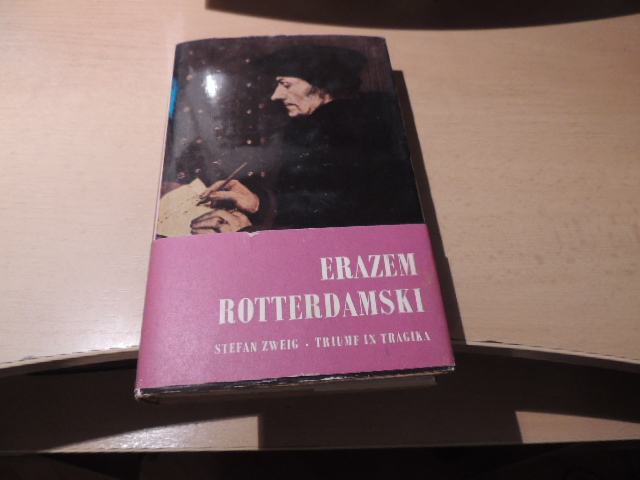 ERAZEM
ROTTERDAMSKI
STEFAN ZWEIG · TRIUMF IN TRAGIKA